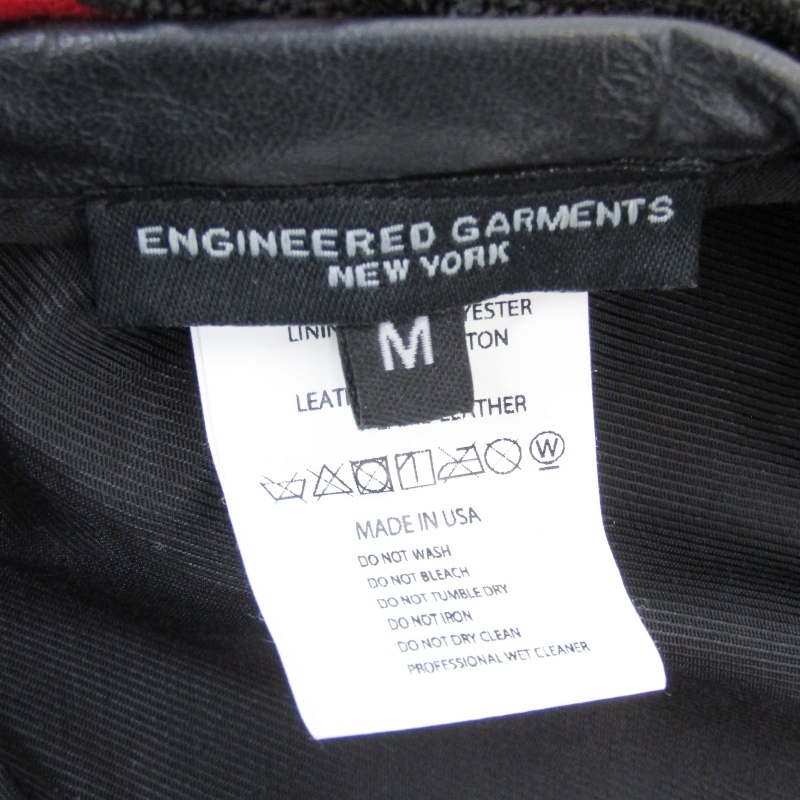 ENGINEERED GARMENTS
NEW YORK
M
LEATHER
W
MADE IN USA
DO NOT WASH
DO NOT BLEACH
DO NOT TUMBLE DRY
DO NOT IRON
DO NOT DRY CLEAN
PROFESSIONAL WET CLEANER